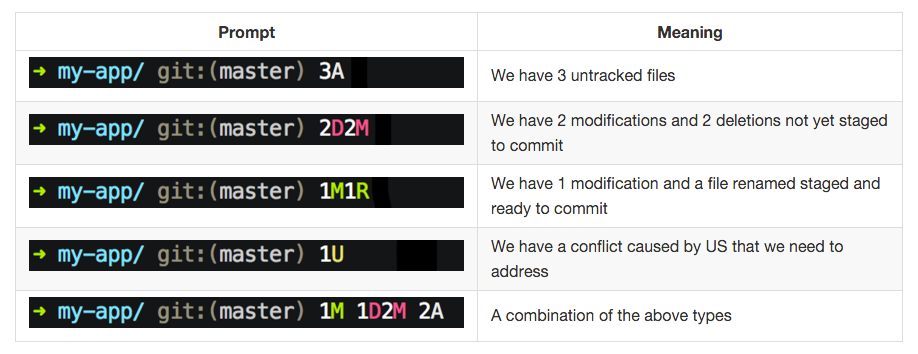 Prompt Meaning
➜ my-app/ git:(master) 3A We have 3 untracked files
➜ my-app/ git:(master) 2D2M We have 2 modifications and 2 deletions not yet staged
to commit
➜ my-app/ git:(master) 1M1R We have 1 modification and a file renamed staged and
ready to commit
➜ my-app/ git:(master) 1U We have a conflict caused by US that we need to
address
➜ my-app/ git:(master) 1M 1D2M 2A A combination of the above types